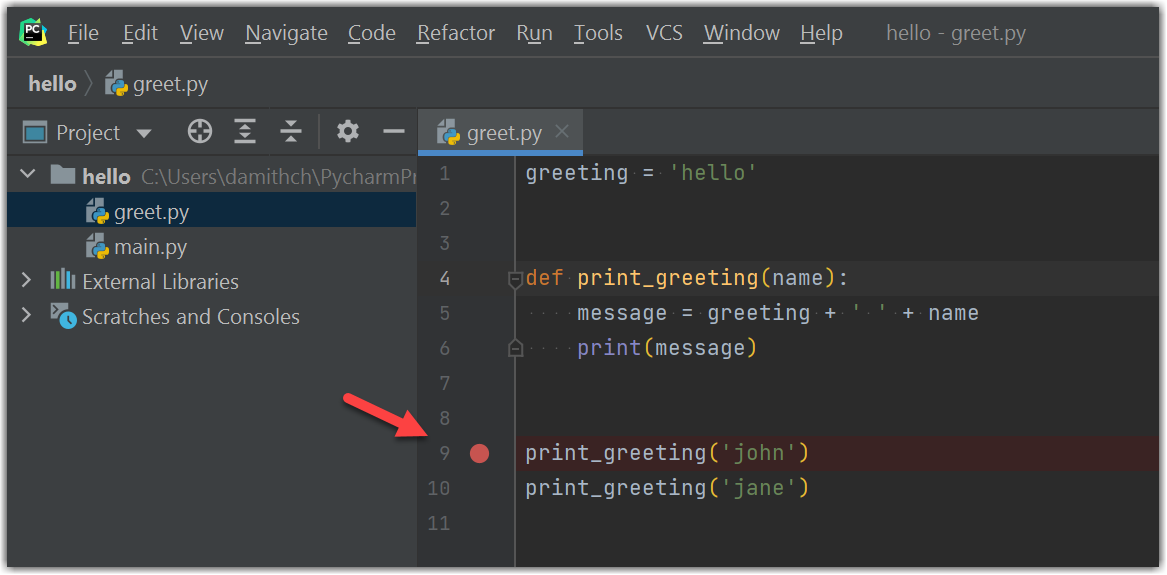 PC File Edit View Navigate Code Refactor Run Tools VCS Window Help hello - greet.py
hello greet.py
Project
greet.py
hello C:\Users\damithch\PycharmPr
greet.py
main.py
External Libraries
Scratches and Consoles
1 greeting = 'hello'
2
3
4 def print_greeting(name):
5 message = greeting + ' ' + name
6 print(message)
7
8
9 print_greeting('john')
10 print_greeting('jane')
11